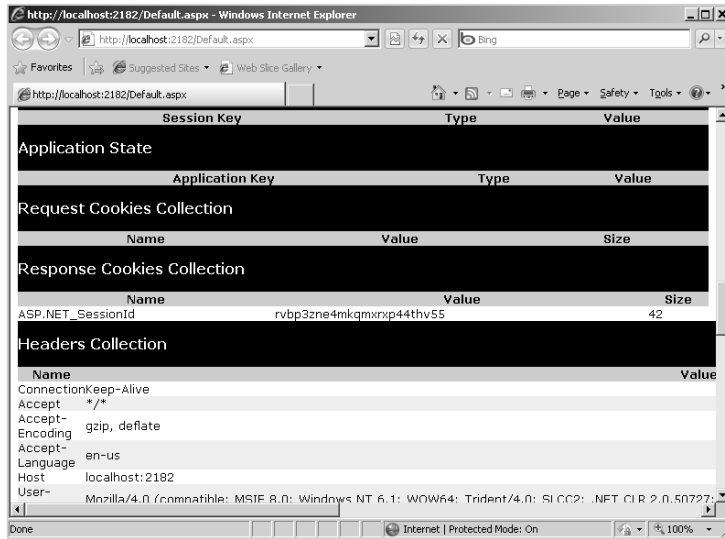 http://localhost:2182/Default.aspx - Windows Internet Explorer
http://localhost:2182/Default.aspx Bing
Favorites Suggested Sites Web Slice Gallery
http://localhost:2182/Default.aspx Page Safety Tools
Session Key Type Value
Application State
Application Key Type Value
Request Cookies Collection
Name Value Size
Response Cookies Collection
Name Value Size
ASP.NET_SessionId rvbp3zne4mkqmxrxp44thv55 42
Headers Collection
Name Value
Connection Keep-Alive
Accept */*
Accept-
Encoding gzip, deflate
Accept-
Language en-us
Host localhost:2182
User-
Mozilla/4.0 (compatible; MSIE 8.0; Windows NT 6.1; WOW64; Trident/4.0; SLCC2; .NET CLR 2.0.50727;
Done Internet | Protected Mode: On 100%